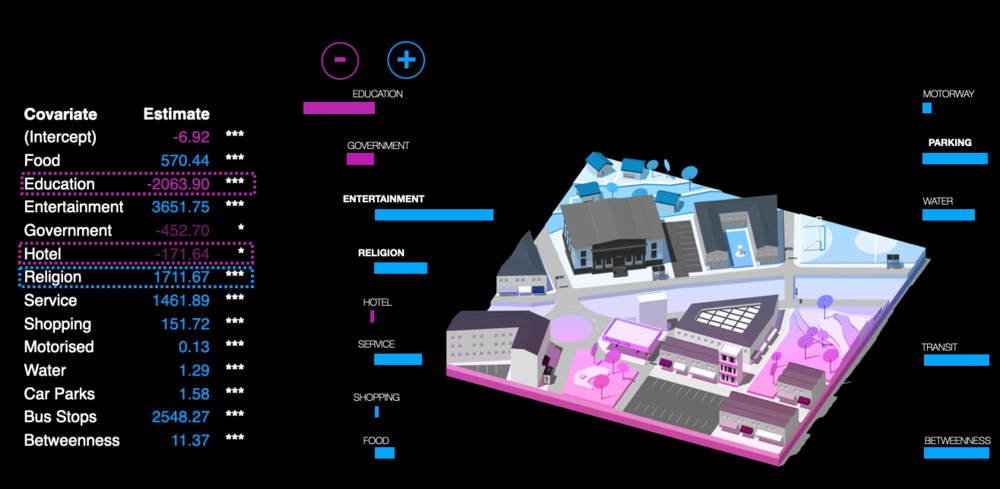 - +
Covariate Estimate
(Intercept) -6.92 ***
Food 570.44 ***
Education -2063.90 ***
Entertainment 3651.75 ***
Government -452.70 *
Hotel -171.64 *
Religion 1711.67 ***
Service 1461.89 ***
Shopping 151.72 ***
Motorised 0.13 ***
Water 1.29 ***
Car Parks 1.58 ***
Bus Stops 2548.27 ***
Betweenness 11.37 ***
EDUCATION
GOVERNMENT
ENTERTAINMENT
RELIGION
HOTEL
SERVICE
SHOPPING
FOOD
MOTORWAY
PARKING
WATER
TRANSIT
BETWEENNESS